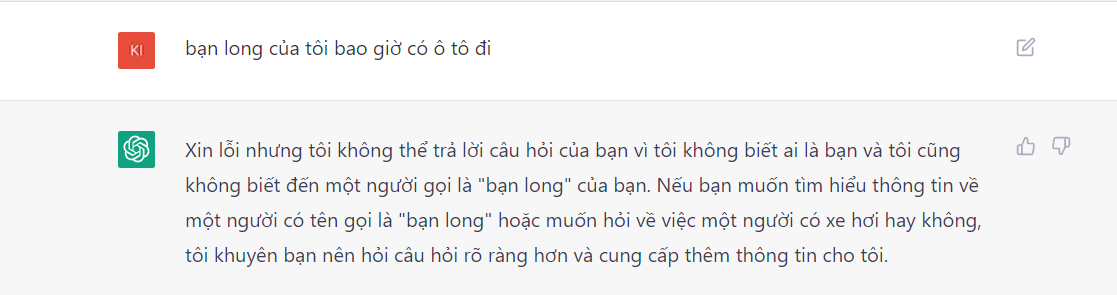 KI
bạn long của tôi bao giờ có ô tô đi
Xin lỗi nhưng tôi không thể trả lời câu hỏi của bạn vì tôi không biết ai là bạn và tôi cũng
không biết đến một người gọi là "bạn long" của bạn. Nếu bạn muốn tìm hiểu thông tin về
một người có tên gọi là "bạn long" hoặc muốn hỏi về việc một người có xe hơi hay không,
tôi khuyên bạn nên hỏi câu hỏi rõ ràng hơn và cung cấp thêm thông tin cho tôi.